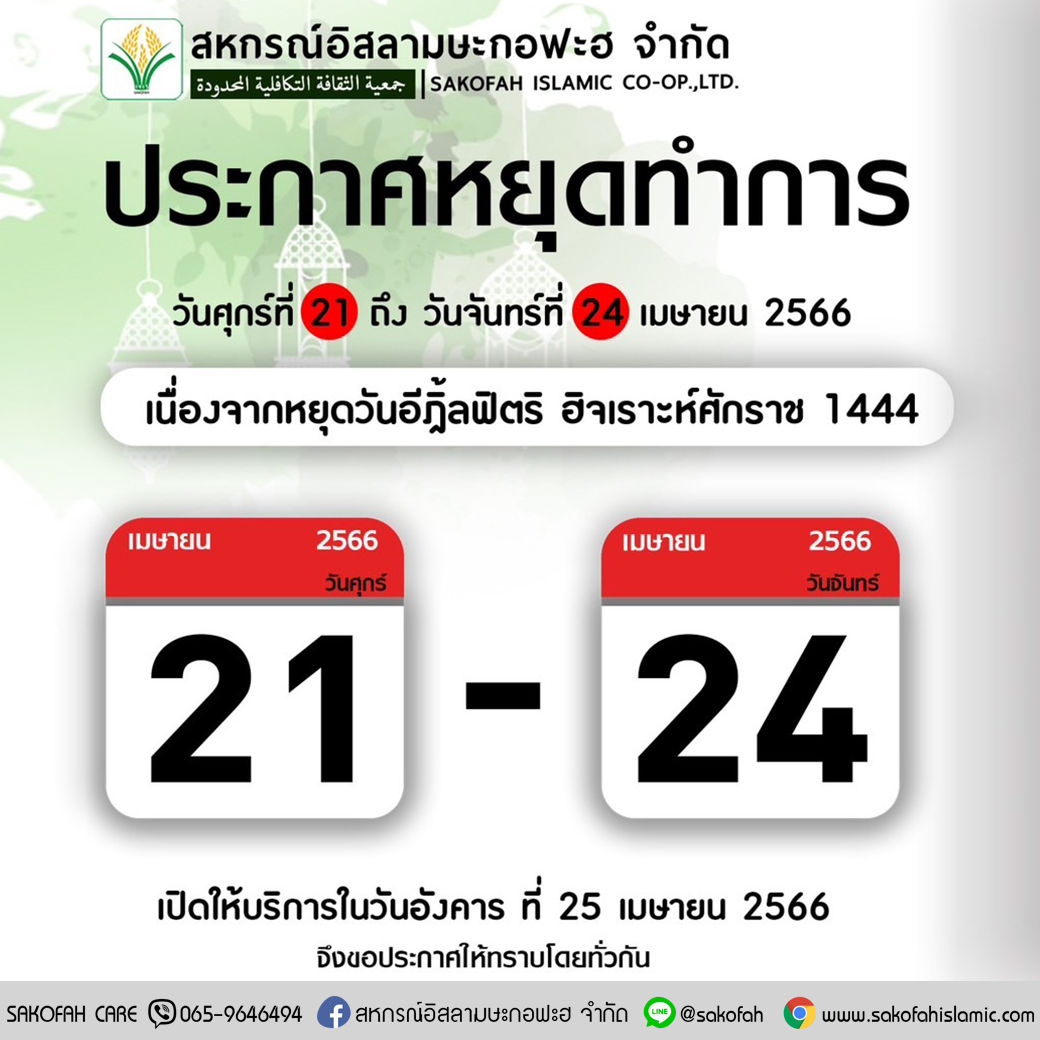 สหกรณ์อิสลามษะกอฟะฮ จำกัด
جمعية الثقافة التكافلية المحدودة
SAKOFAH ISLAMIC CO-OP.,LTD.
SAKOFAH
ประกาศหยุดทำการ
วันศุกร์ที่ 21 ถึง วันจันทร์ที่ 24 เมษายน 2566
เนื่องจากหยุดวันอีฎิ้ลฟิตริ ฮิจเราะห์ศักราช 1444
เมษายน 2566
วันศุกร์
21
-
เมษายน 2566
วันจันทร์
24
เปิดให้บริการในวันอังคาร ที่ 25 เมษายน 2566
จึงขอประกาศให้ทราบโดยทั่วกัน
SAKOFAH CARE 065-9646494 สหกรณ์อิสลามษะกอฟะฮ จำกัด LINE @sakofah www.sakofahislamic.com